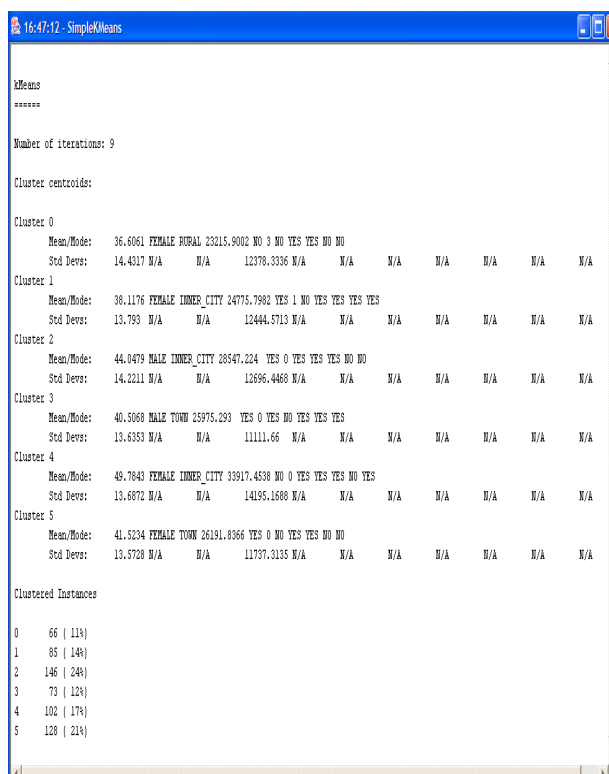 16:47:12 - SimpleKMeans
kMeans
======
Number of iterations: 9
Cluster centroids:
Cluster 0
Mean/Mode: 36.6061 FEMALE RURAL 23215.9002 NO 3 NO YES YES NO NO
Std Devs: 14.4317 N/A N/A 12378.3336 N/A N/A N/A N/A N/A N/A N/A
Cluster 1
Mean/Mode: 38.1176 FEMALE INNER_CITY 24775.7982 YES 1 NO YES YES YES YES
Std Devs: 13.793 N/A N/A 12444.5713 N/A N/A N/A N/A N/A N/A N/A
Cluster 2
Mean/Mode: 44.0479 MALE INNER_CITY 28547.224 YES 0 YES YES YES NO NO
Std Devs: 14.2211 N/A N/A 12696.4468 N/A N/A N/A N/A N/A N/A N/A
Cluster 3
Mean/Mode: 40.5068 MALE TOWN 25975.293 YES 0 YES NO YES YES YES
Std Devs: 13.6353 N/A N/A 11111.66 N/A N/A N/A N/A N/A N/A N/A
Cluster 4
Mean/Mode: 49.7843 FEMALE INNER_CITY 33917.4538 NO 0 YES YES YES NO YES
Std Devs: 13.6872 N/A N/A 14195.1688 N/A N/A N/A N/A N/A N/A N/A
Cluster 5
Mean/Mode: 41.5234 FEMALE TOWN 26191.8366 YES 0 NO YES YES NO NO
Std Devs: 13.5728 N/A N/A 11737.3135 N/A N/A N/A N/A N/A N/A N/A
Clustered Instances
0 66 ( 11%)
1 85 ( 14%)
2 146 ( 24%)
3 73 ( 12%)
4 102 ( 17%)
5 128 ( 21%)